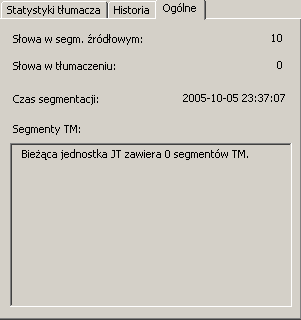 Statystyki tłumacza Historia Ogólne
Słowa w segm. źródłowym: 10
Słowa w tłumaczeniu: 0
Czas segmentacji: 2005-10-05 23:37:07
Segmenty TM:
Bieżąca jednostka JT zawiera 0 segmentów TM.